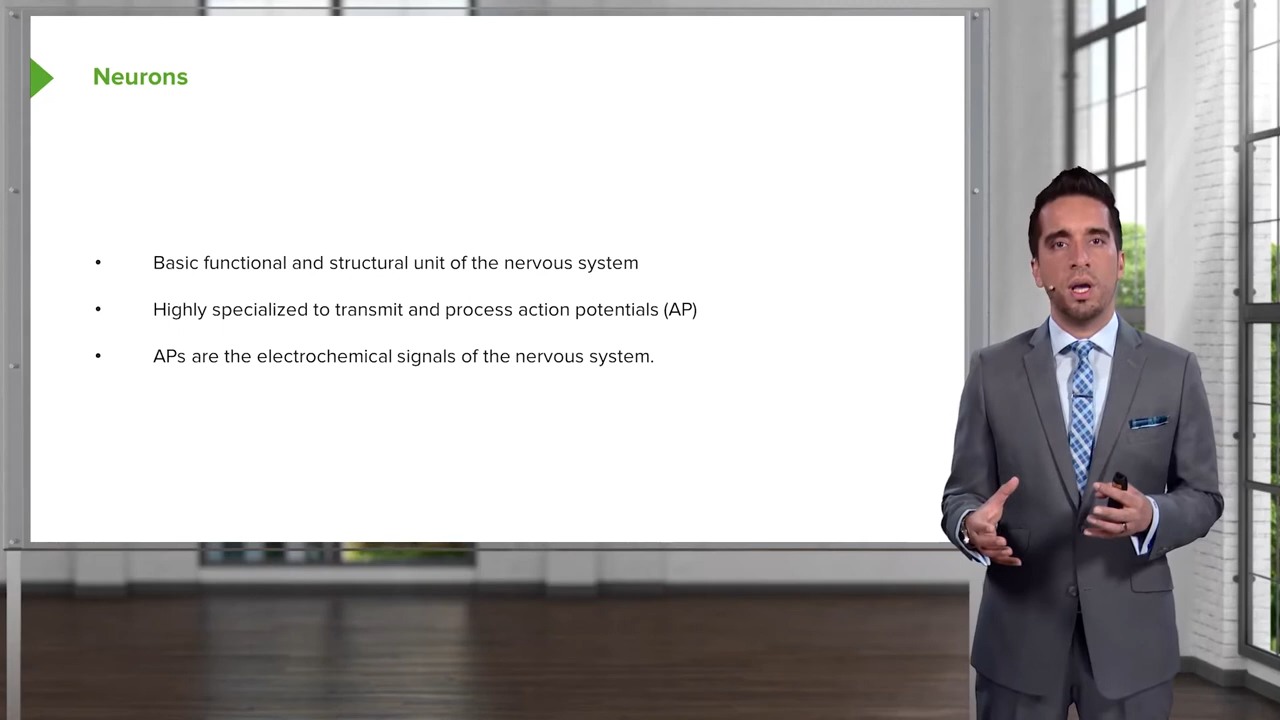 Neurons
• Basic functional and structural unit of the nervous system
• Highly specialized to transmit and process action potentials (AP)
• APs are the electrochemical signals of the nervous system.